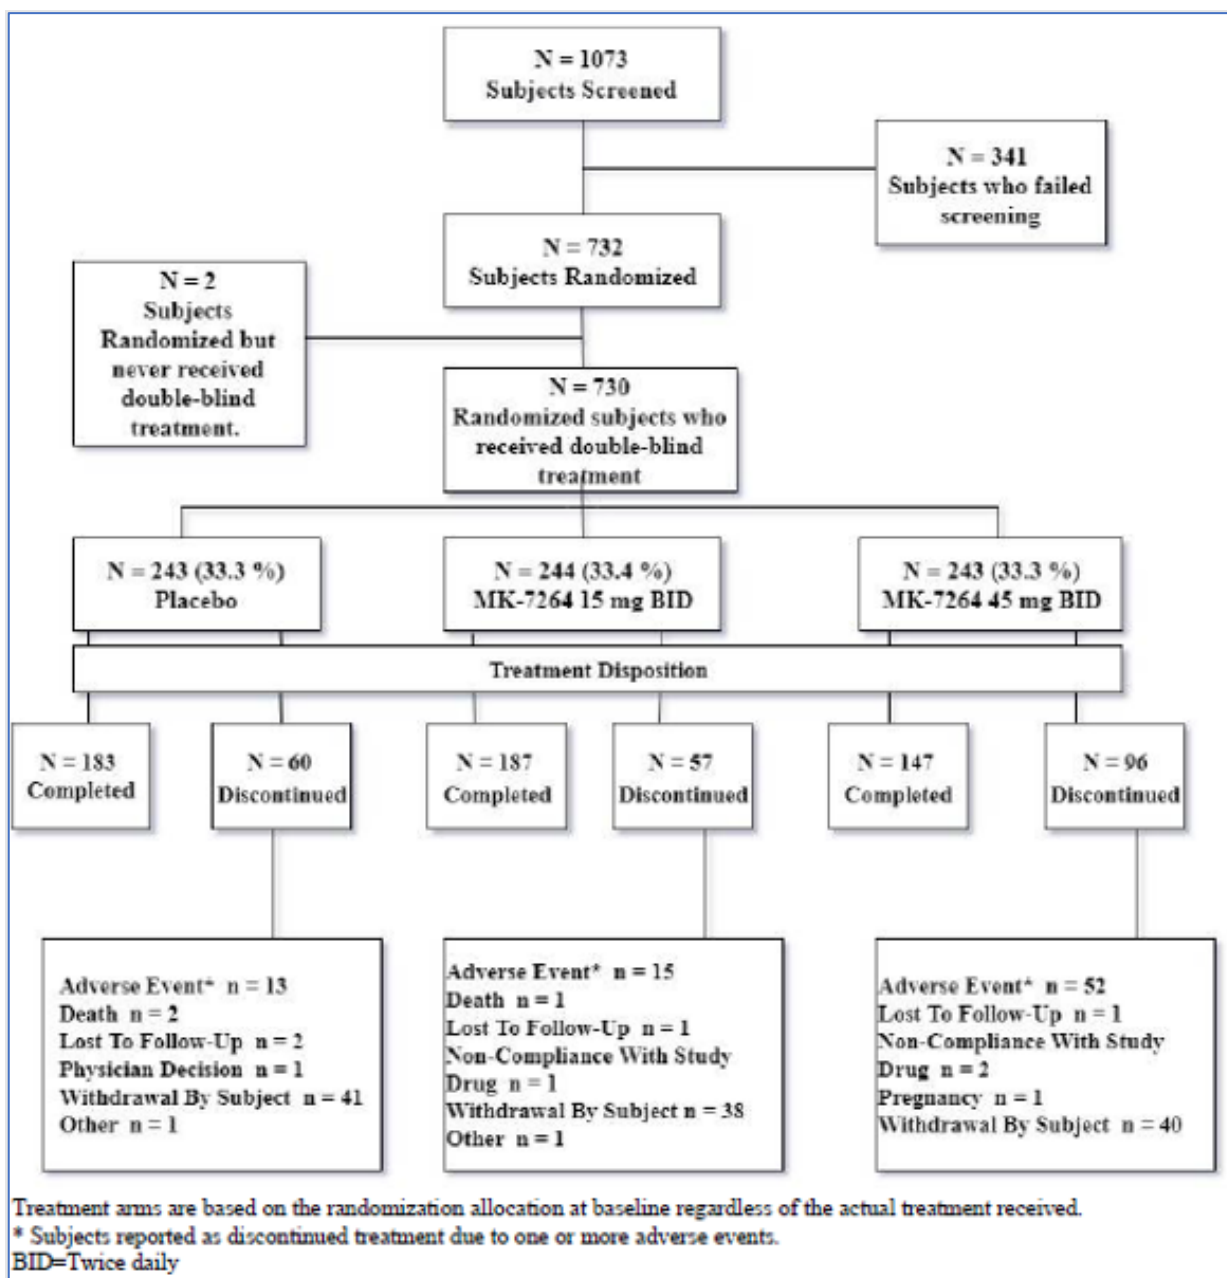 N = 1073
Subjects Screened
N = 341
Subjects who failed
screening
N = 732
Subjects Randomized
N = 2
Subjects
Randomized but
never received
double-blind
treatment.
N = 730
Randomized subjects who
received double-blind
treatment
N = 243 (33.3 %)
Placebo
N = 244 (33.4 %)
MK-7264 15 mg BID
N = 243 (33.3 %)
MK-7264 45 mg BID
Treatment Disposition
N = 183
Completed
N = 60
Discontinued
N = 187
Completed
N = 57
Discontinued
N = 147
Completed
N = 96
Discontinued
Adverse Event* n = 13
Death n = 2
Lost To Follow-Up n = 2
Physician Decision n = 1
Withdrawal By Subject n = 41
Other n = 1
Adverse Event* n = 15
Death n = 1
Lost To Follow-Up n = 1
Non-Compliance With Study
Drug n = 1
Withdrawal By Subject n = 38
Other n = 1
Adverse Event* n = 52
Lost To Follow-Up n = 1
Non-Compliance With Study
Drug n = 2
Pregnancy n = 1
Withdrawal By Subject n = 40
Treatment arms are based on the randomization allocation at baseline regardless of the actual treatment received.
* Subjects reported as discontinued treatment due to one or more adverse events.
BID=Twice daily